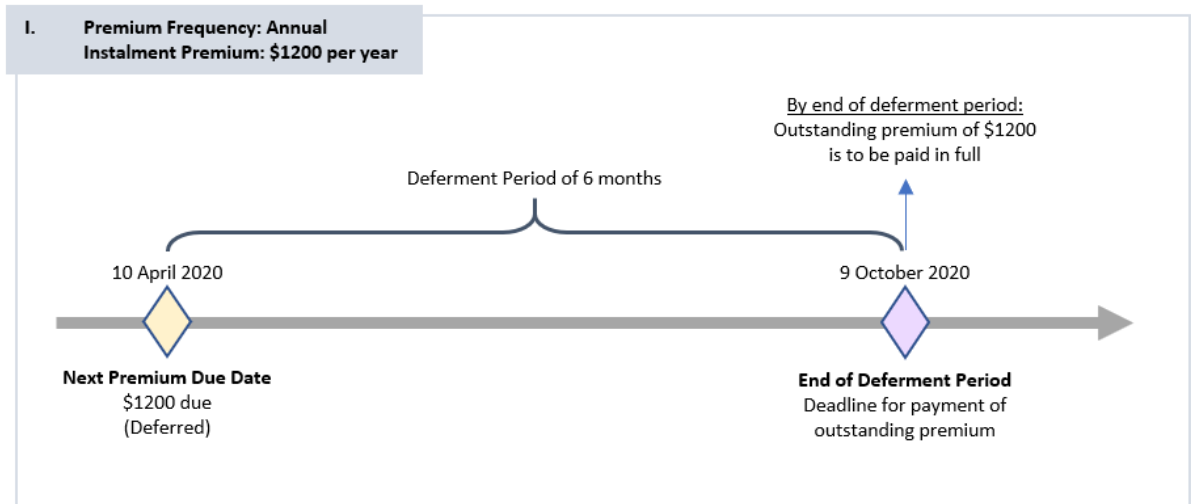 I. Premium Frequency: Annual
Instalment Premium: $1200 per year
By end of deferment period:
Outstanding premium of $1200
is to be paid in full
Deferment Period of 6 months
10 April 2020
9 October 2020
Next Premium Due Date
$1200 due
(Deferred)
End of Deferment Period
Deadline for payment of
outstanding premium